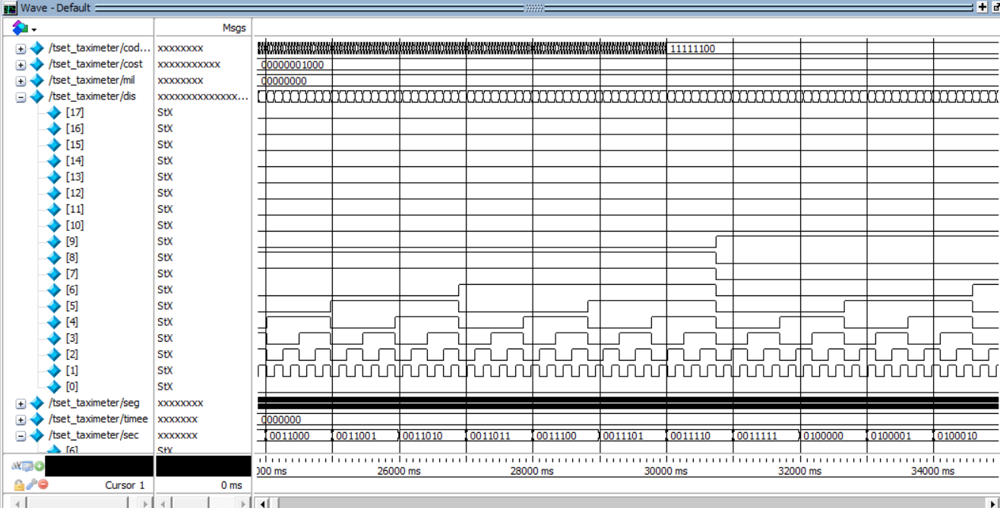 Wave - Default
Msgs
/tset_taximeter/cod... xxxxxxxx 11111100
/tset_taximeter/cost xxxxxxxxxxx 00000001000
/tset_taximeter/mil xxxxxxxx 00000000
/tset_taximeter/dis xxxxxxxxxxxxxx...
[17] StX
[16] StX
[15] StX
[14] StX
[13] StX
[12] StX
[11] StX
[10] StX
[9] StX
[8] StX
[7] StX
[6] StX
[5] StX
[4] StX
[3] StX
[2] StX
[1] StX
[0] StX
/tset_taximeter/seg xxxxxxxx
/tset_taximeter/timee xxxxxxx 0000000
/tset_taximeter/sec xxxxxxx 0011000 0011001 0011010 0011011 0011100 0011101 0011110 0011111 0100000 0100001 0100010
[6] StX
000 ms 26000 ms 28000 ms 30000 ms 32000 ms 34000 ms
Cursor 1 0 ms